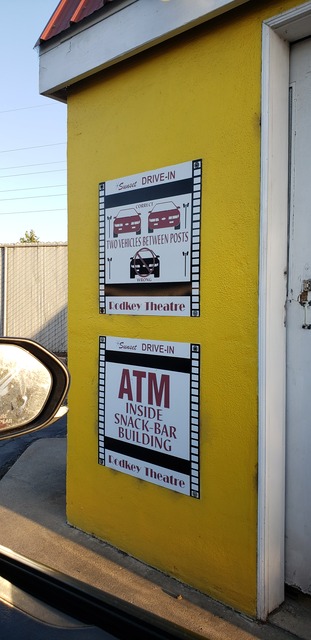 Sunset DRIVE-IN
CORRECT
TWO VEHICLES BETWEEN POSTS
WRONG
Rodkey Theatre
Sunset DRIVE-IN
ATM
INSIDE
SNACK-BAR
BUILDING
Rodkey Theatre